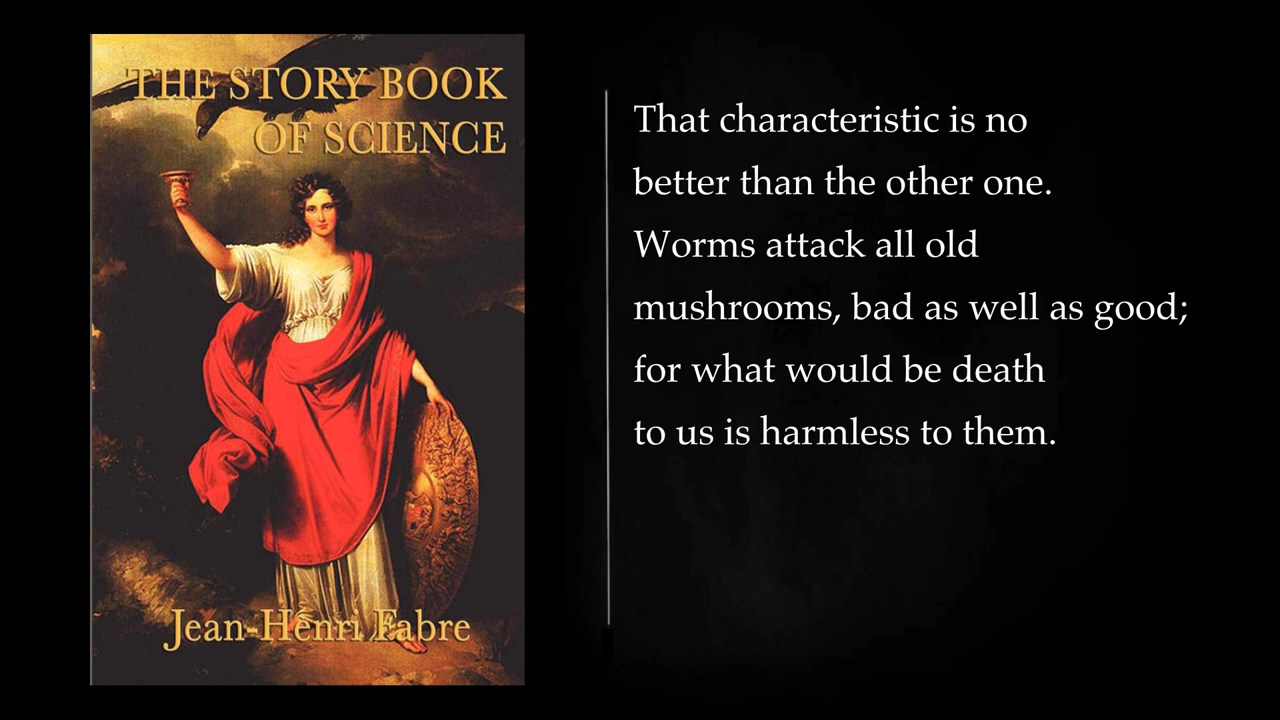 THE STORY BOOK
OF SCIENCE
Jean-Henri Fabre
That characteristic is no
better than the other one.
Worms attack all old
mushrooms, bad as well as good;
for what would be death
to us is harmless to them.